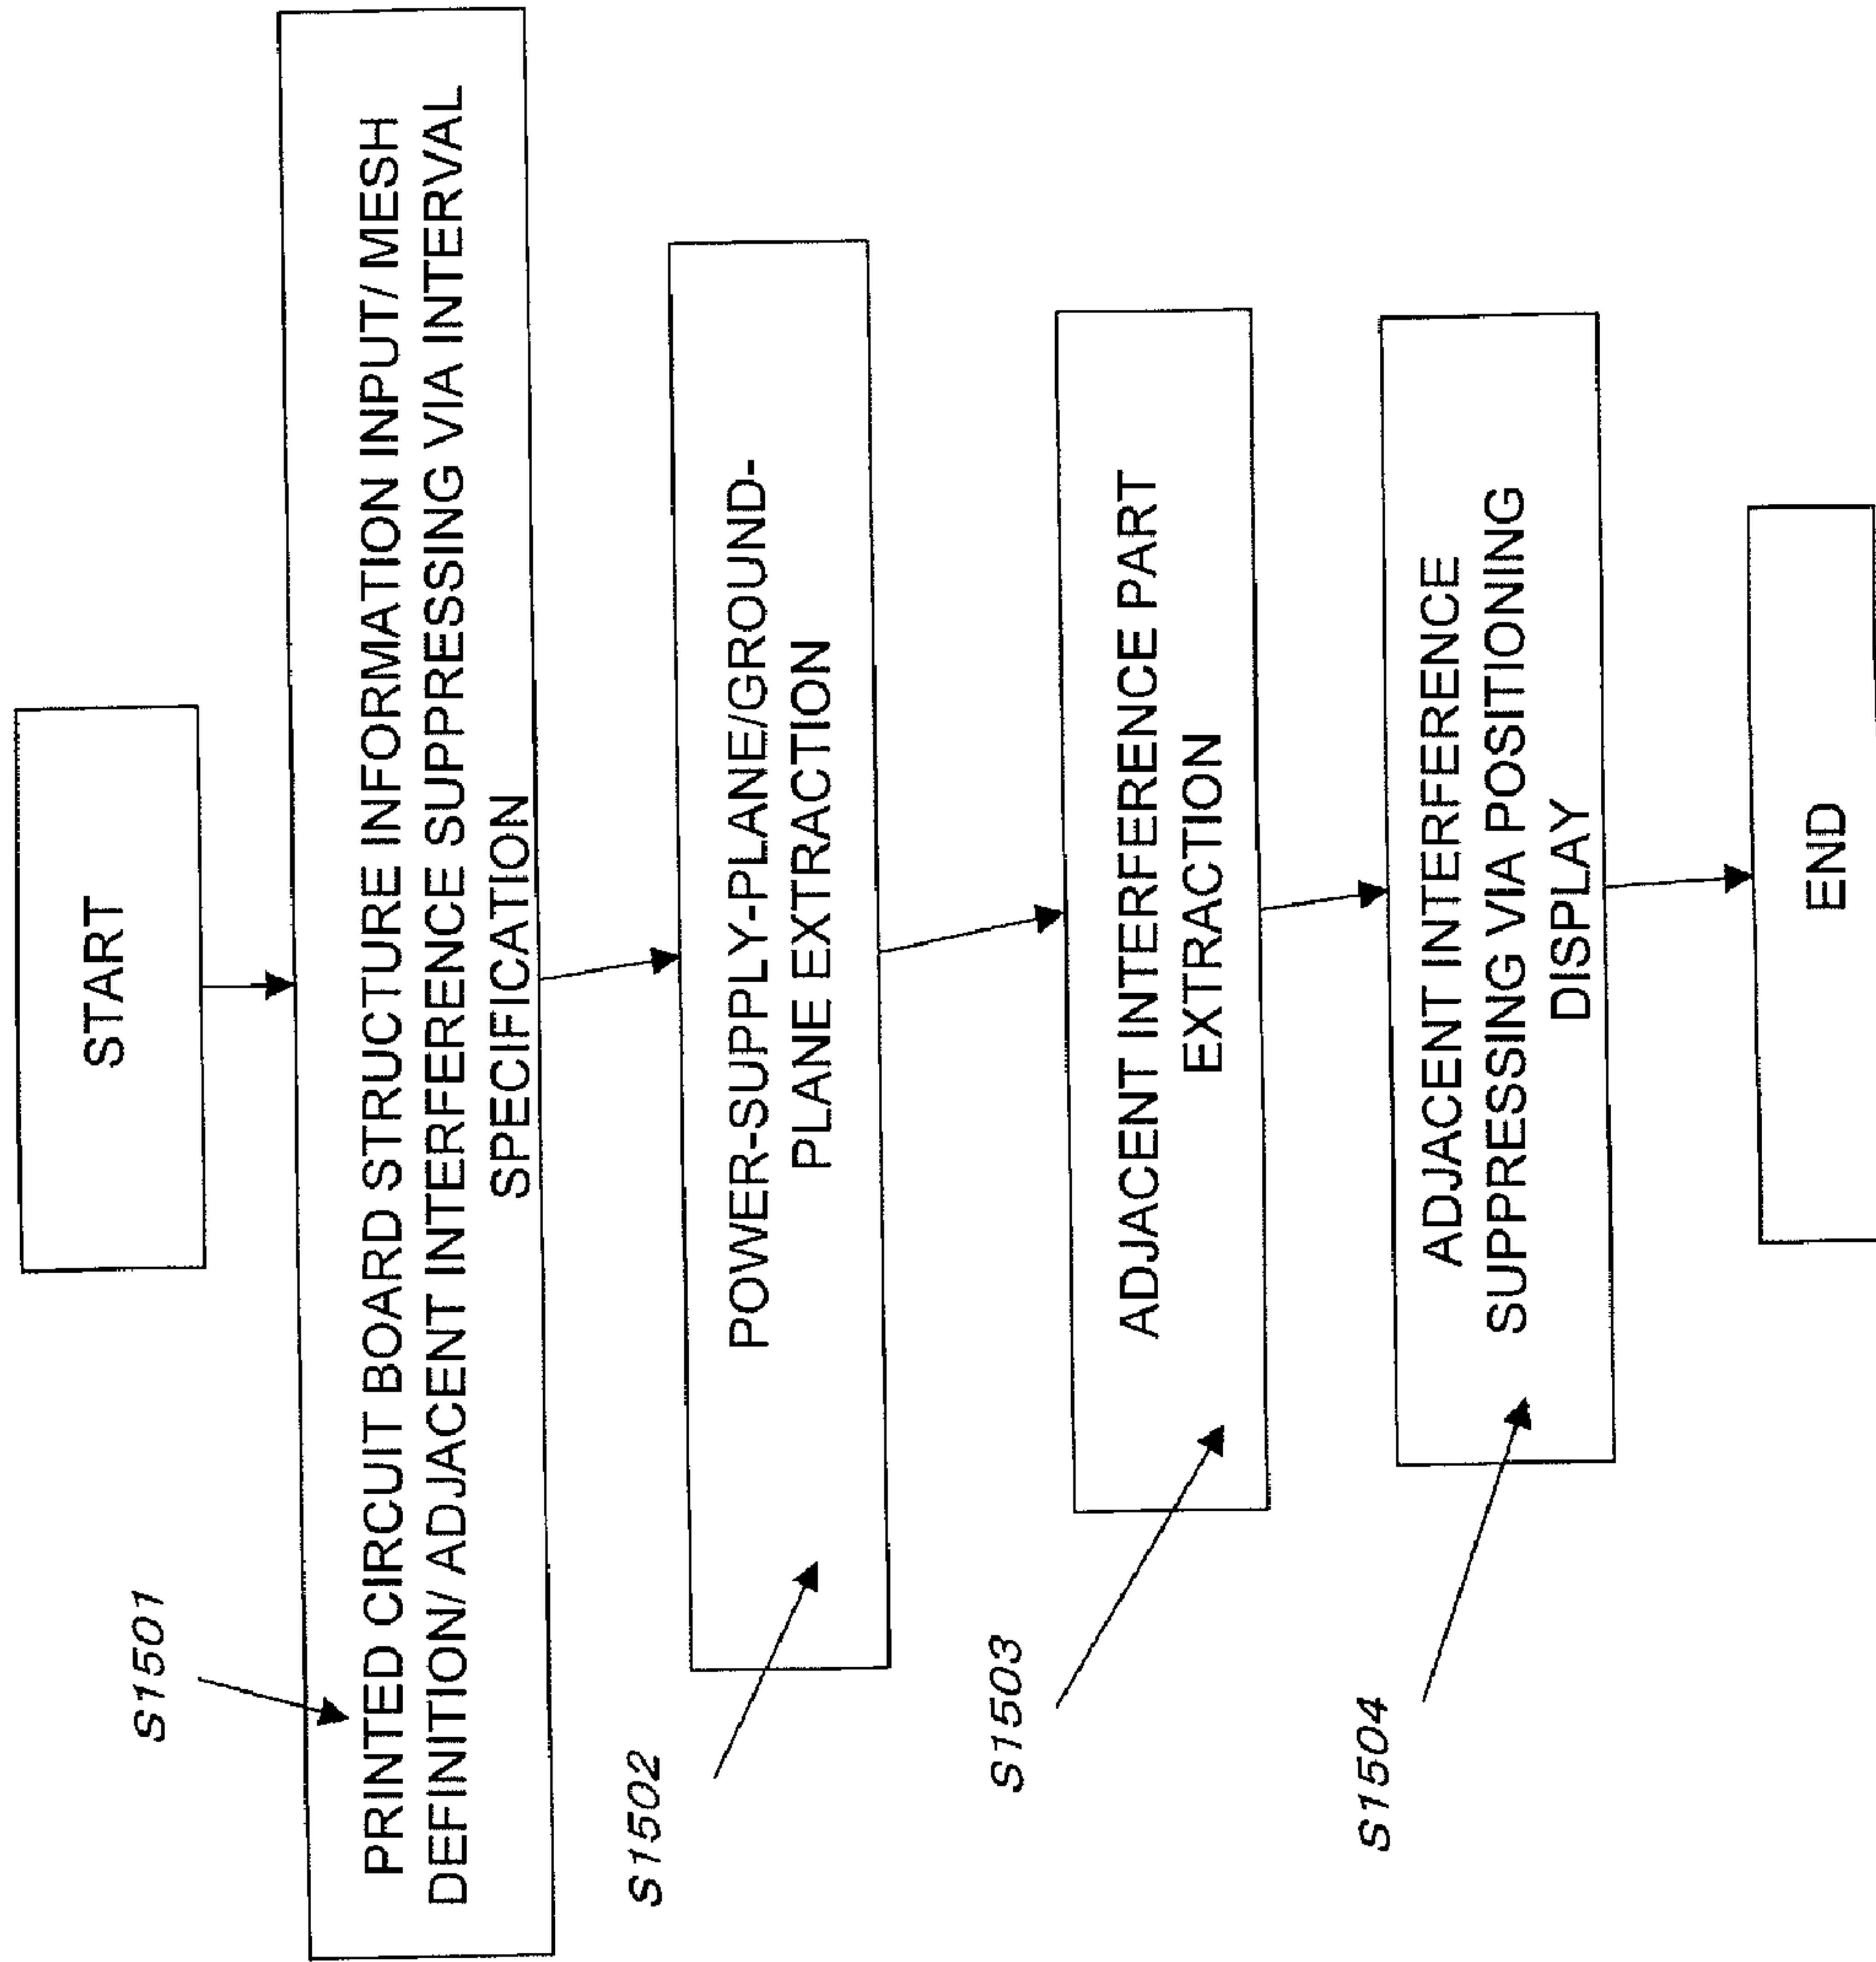 START
S1501
PRINTED CIRCUIT BOARD STRUCTURE INFORMATION INPUT/ MESH
DEFINITION/ ADJACENT INTERFERENCE SUPPRESSING VIA INTERVAL
SPECIFICATION
S1502
POWER-SUPPLY-PLANE/GROUND-
PLANE EXTRACTION
S1503
ADJACENT INTERFERENCE PART
EXTRACTION
S1504
ADJACENT INTERFERENCE
SUPPRESSING VIA POSITIONING
DISPLAY
END